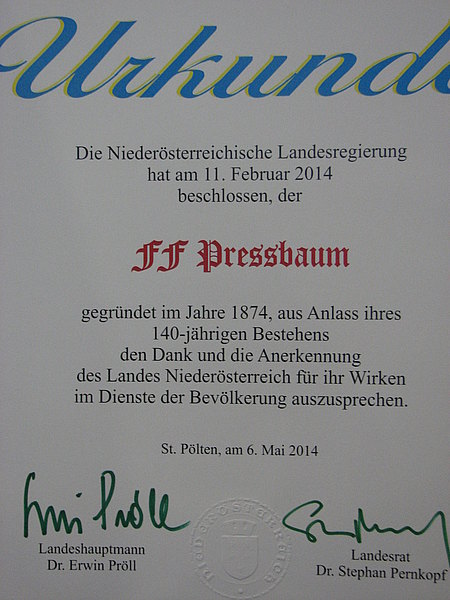 Urkunde
Die Niederösterreichische Landesregierung
hat am 11. Februar 2014
beschlossen, der
FF Pressbaum
gegründet im Jahre 1874, aus Anlass ihres
140-jährigen Bestehens
den Dank und die Anerkennung
des Landes Niederösterreich für ihr Wirken
im Dienste der Bevölkerung auszusprechen.
St. Pölten, am 6. Mai 2014
Erwin Pröll
Landeshauptmann
Dr. Erwin Pröll
Landesrat
Dr. Stephan Pernkopf